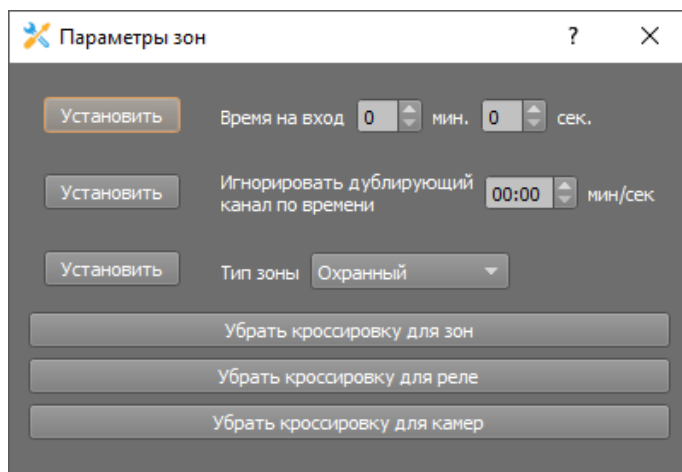 Параметры зон ?
Установить Время на вход 0 мин. 0 сек.
Установить Игнорировать дублирующий
канал по времени 00:00 мин/сек
Установить Тип зоны Охранный
Убрать кроссировку для зон
Убрать кроссировку для реле
Убрать кроссировку для камер